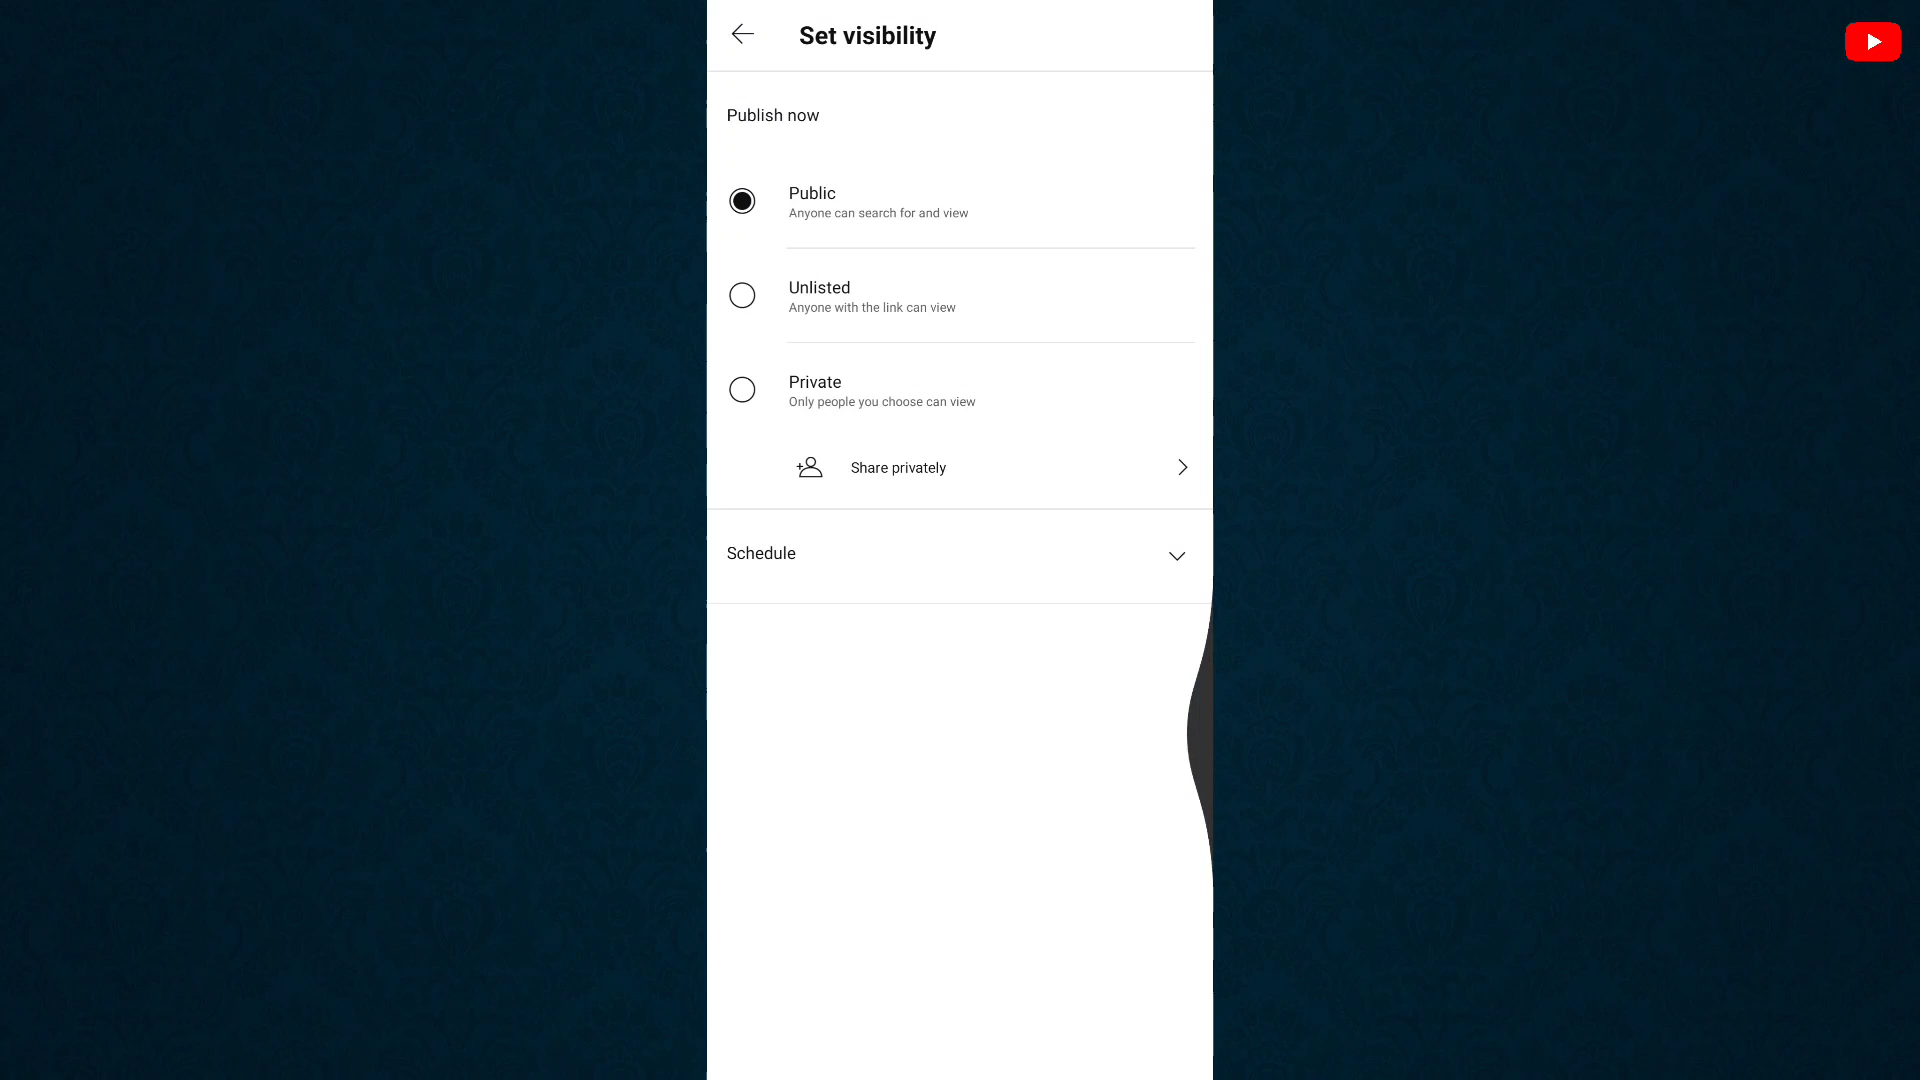 Set visibility
Publish now
Public
Anyone can search for and view
Unlisted
Anyone with the link can view
Private
Only people you choose can view
Share privately
Schedule